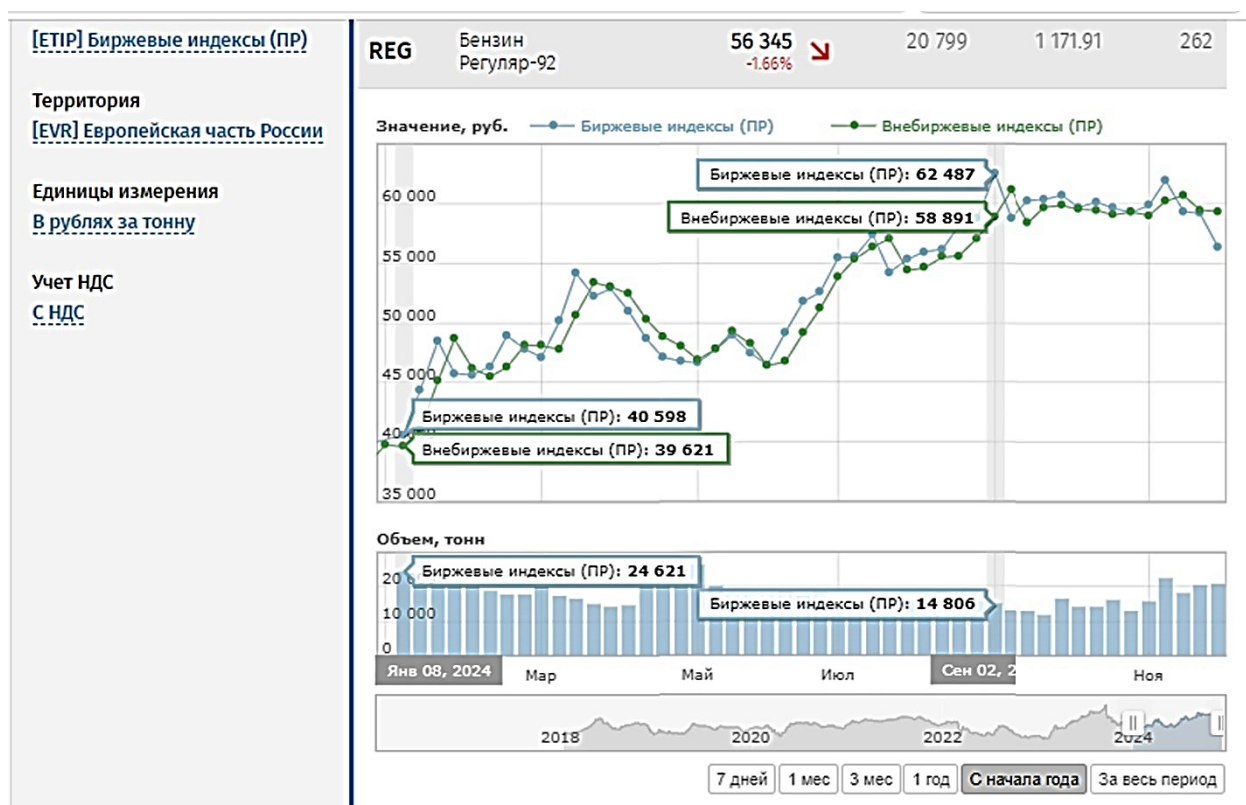 [ETIP] Биржевые индексы (ПР)
Территория
[EVR] Европейская часть России
Единицы измерения
В рублях за тонну
Учет НДС
С НДС
REG Бензин Регуляр-92 56 345 -1.66% 20 799 1 171.91 262
Значение, руб. Биржевые индексы (ПР) Внебиржевые индексы (ПР)
Биржевые индексы (ПР): 62 487
60 000
Внебиржевые индексы (ПР): 58 891
55 000
50 000
45 000
Биржевые индексы (ПР): 40 598
Внебиржевые индексы (ПР): 39 621
35 000
Объем, тонн
Биржевые индексы (ПР): 24 621
Биржевые индексы (ПР): 14 806
10 000
0
Янв 08, 2024 Мар Май Июл Сен 02, 2 Ноя
2018 2020 2022 2024
7 дней 1 мес 3 мес 1 год С начала года За весь период